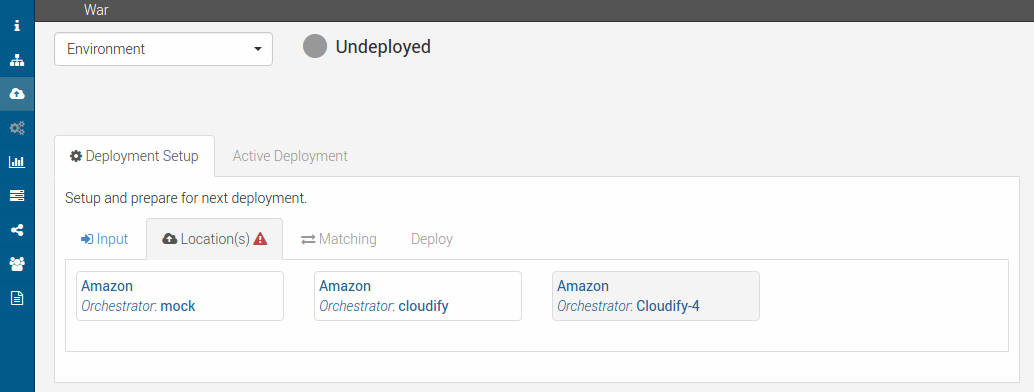 War
Environment
Undeployed
Deployment Setup
Active Deployment
Setup and prepare for next deployment.
Input
Location(s)
Matching
Deploy
Amazon
Orchestrator: mock
Amazon
Orchestrator: cloudify
Amazon
Orchestrator: Cloudify-4